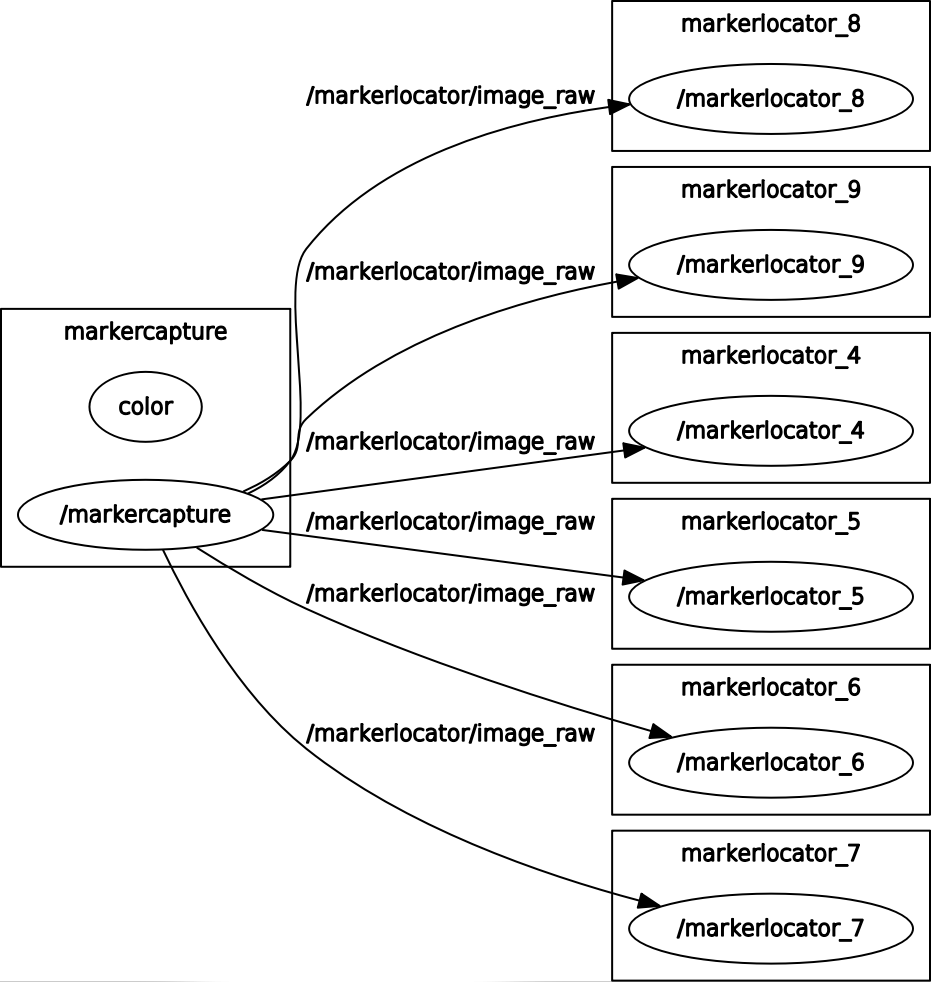 markerlocator_8
/markerlocator/image_raw
/markerlocator_8
markerlocator_9
/markerlocator/image_raw
/markerlocator_9
markercapture
markerlocator_4
color
/markerlocator/image_raw
/markerlocator_4
/markercapture
/markerlocator/image_raw
markerlocator_5
/markerlocator/image_raw
/markerlocator_5
markerlocator_6
/markerlocator/image_raw
/markerlocator_6
markerlocator_7
/markerlocator_7